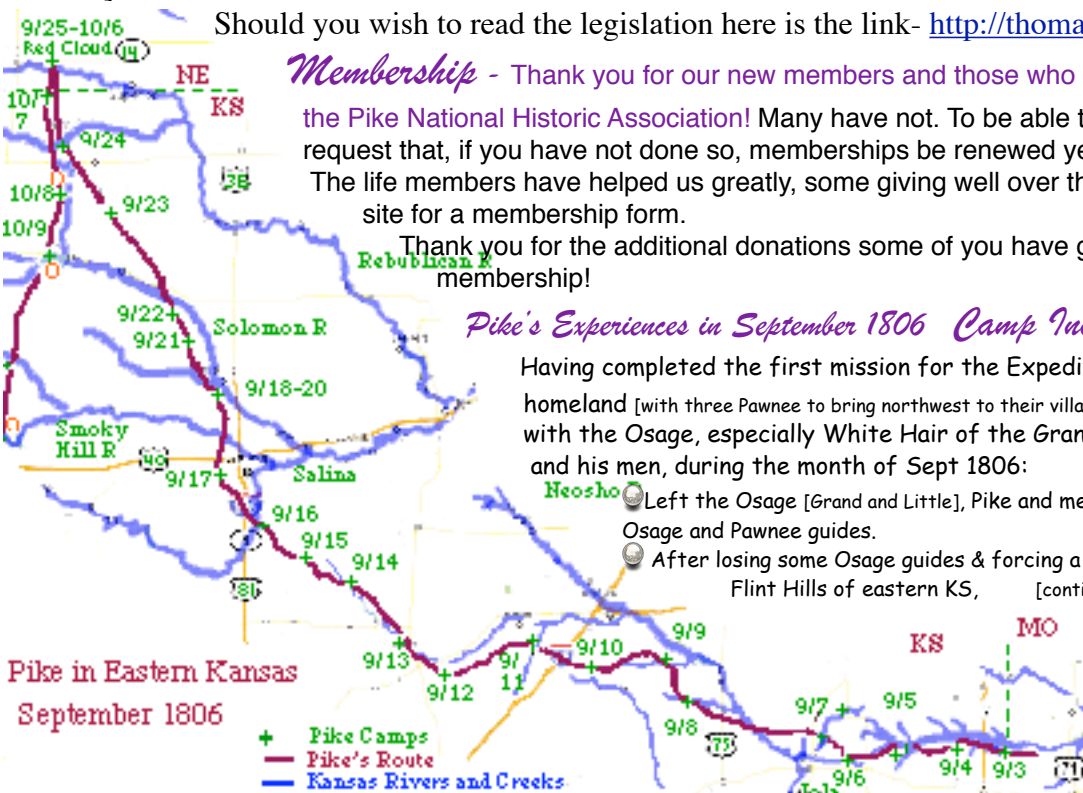 Should you wish to read the legislation here is the link- http://thoma
Membership - Thank you for our new members and those who
the Pike National Historic Association! Many have not. To be able t
request that, if you have not done so, memberships be renewed ye
The life members have helped us greatly, some giving well over th
site for a membership form.
Thank you for the additional donations some of you have g
membership!
Pike's Experiences in September 1806 Camp In
Having completed the first mission for the Expedi
homeland [with three Pawnee to bring northwest to their villa
with the Osage, especially White Hair of the Gran
and his men, during the month of Sept 1806:
Left the Osage [Grand and Little], Pike and me
Osage and Pawnee guides.
After losing some Osage guides & forcing a
Flint Hills of eastern KS, [conti
9/25-10/6
Red Cloud
NE
KS
10/7
9/24
36
10/8
9/23
10/9
Rebublican R
9/22
9/21
Solomon R
9/18-20
Smoky
Hill R
40
9/17
Salina
Neosho
9/16
9/15
9/14
81
9/13
9/12
9/
11
9/10
9/9
9/8
75
9/7
9/6
9/5
9/4
9/3
KS
MO
71
Iola
Pike in Eastern Kansas
September 1806
Pike Camps
Pike's Route
Kansas Rivers and Creeks